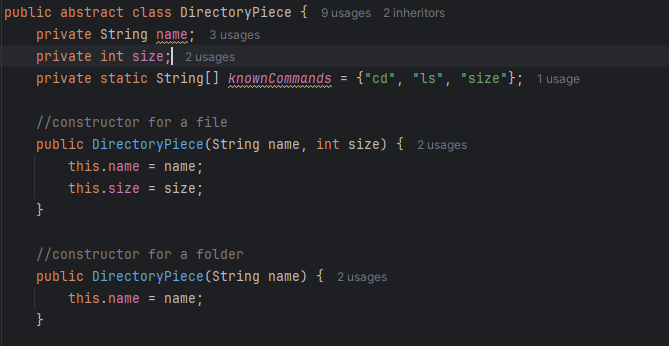 public abstract class DirectoryPiece { 9 usages 2 inheritors
private String name; 3 usages
private int size; 2 usages
private static String[] knownCommands = {"cd", "ls", "size"}; 1 usage
//constructor for a file
public DirectoryPiece(String name, int size) { 2 usages
this.name = name;
this.size = size;
}
//constructor for a folder
public DirectoryPiece(String name) { 2 usages
this.name = name;
}